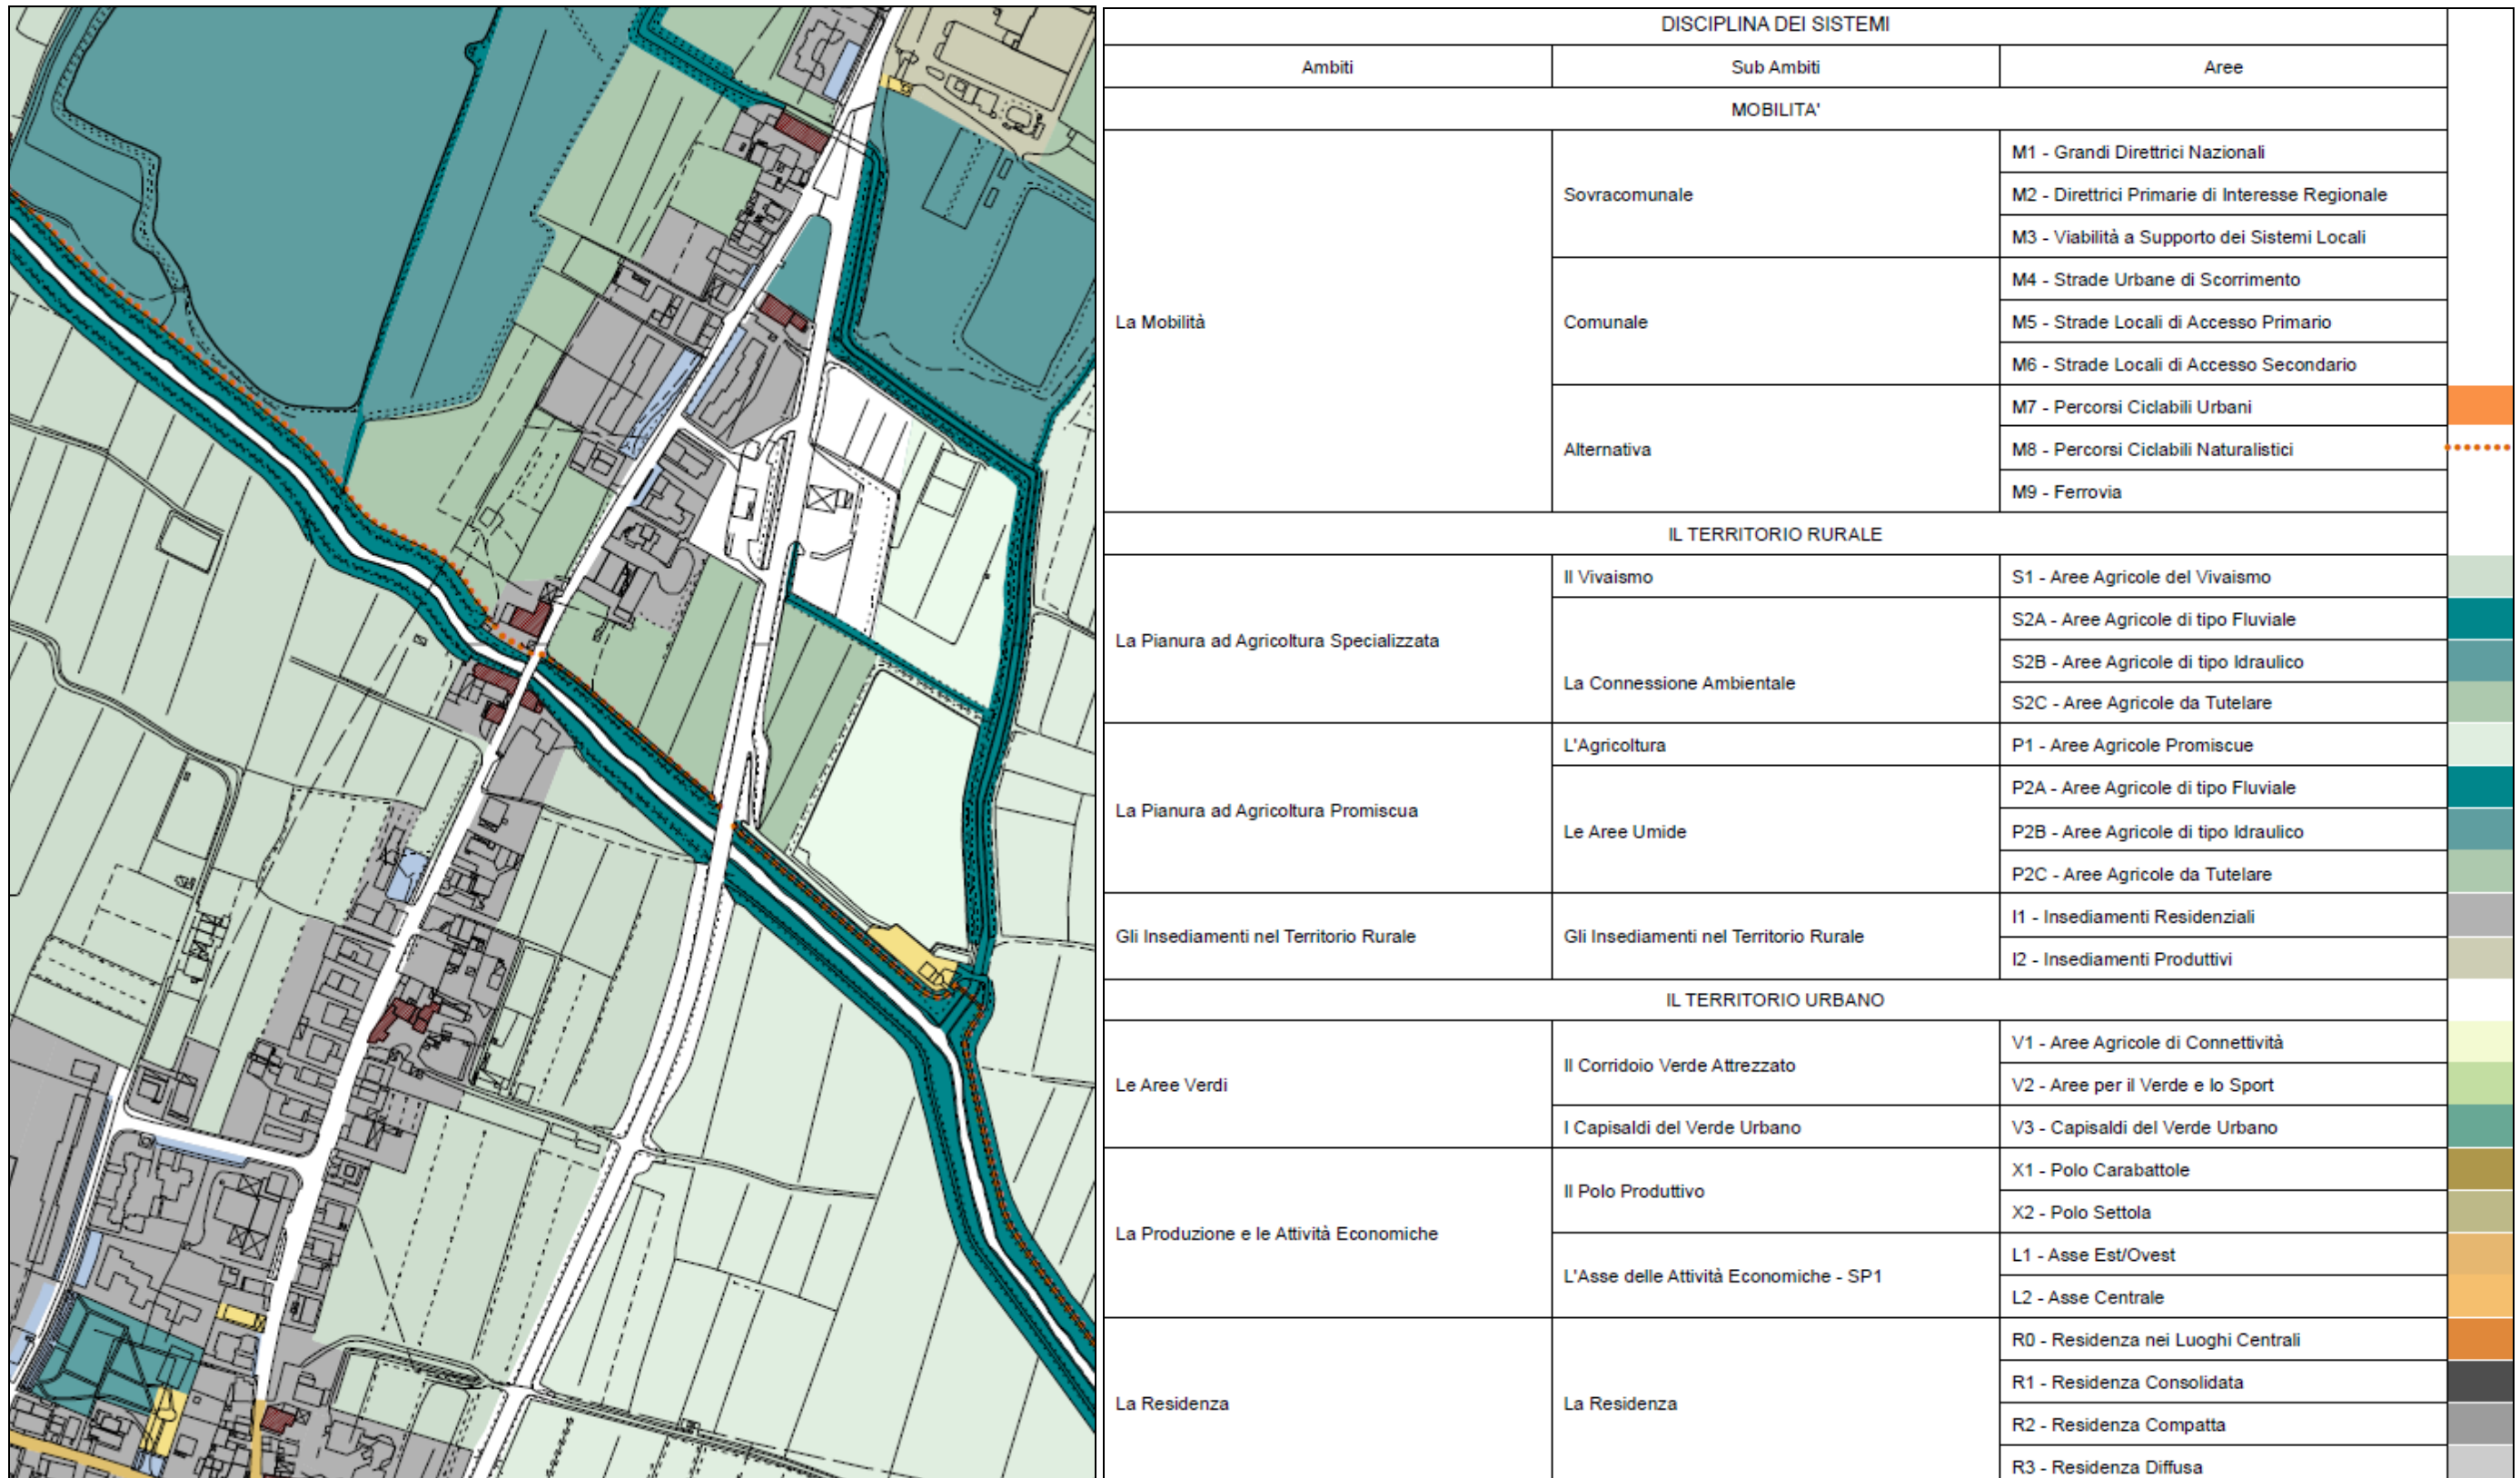 DISCIPLINA DEI SISTEMI
Ambiti
Sub Ambiti
Aree
MOBILITA'
La Mobilità
Sovracomunale
M1 - Grandi Direttrici Nazionali
M2 - Direttrici Primarie di Interesse Regionale
M3 - Viabilità a Supporto dei Sistemi Locali
Comunale
M4 - Strade Urbane di Scorrimento
M5 - Strade Locali di Accesso Primario
M6 - Strade Locali di Accesso Secondario
Alternativa
M7 - Percorsi Ciclabili Urbani
M8 - Percorsi Ciclabili Naturalistici
M9 - Ferrovia
IL TERRITORIO RURALE
La Pianura ad Agricoltura Specializzata
Il Vivaismo
S1 - Aree Agricole del Vivaismo
La Connessione Ambientale
S2A - Aree Agricole di tipo Fluviale
S2B - Aree Agricole di tipo Idraulico
S2C - Aree Agricole da Tutelare
La Pianura ad Agricoltura Promiscua
L'Agricoltura
P1 - Aree Agricole Promiscue
Le Aree Umide
P2A - Aree Agricole di tipo Fluviale
P2B - Aree Agricole di tipo Idraulico
P2C - Aree Agricole da Tutelare
Gli Insediamenti nel Territorio Rurale
Gli Insediamenti nel Territorio Rurale
I1 - Insediamenti Residenziali
I2 - Insediamenti Produttivi
IL TERRITORIO URBANO
Le Aree Verdi
Il Corridoio Verde Attrezzato
V1 - Aree Agricole di Connettività
V2 - Aree per il Verde e lo Sport
I Capisaldi del Verde Urbano
V3 - Capisaldi del Verde Urbano
La Produzione e le Attività Economiche
Il Polo Produttivo
X1 - Polo Carabattole
X2 - Polo Settola
L'Asse delle Attività Economiche - SP1
L1 - Asse Est/Ovest
L2 - Asse Centrale
La Residenza
La Residenza
R0 - Residenza nei Luoghi Centrali
R1 - Residenza Consolidata
R2 - Residenza Compatta
R3 - Residenza Diffusa